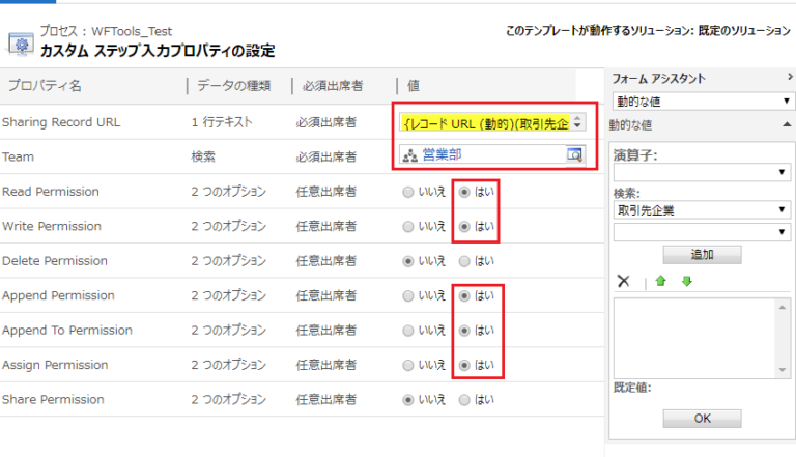 プロセス : WFTools_Test
カスタム ステップ入力プロパティの設定
このテンプレートが動作するソリューション: 既定のソリューション
プロパティ名 データの種類 必須出席者 値
Sharing Record URL 1 行テキスト 必須出席者 {レコード URL (動的)(取引先企
Team 検索 必須出席者 営業部
Read Permission 2 つのオプション 任意出席者 いいえ はい
Write Permission 2 つのオプション 任意出席者 いいえ はい
Delete Permission 2 つのオプション 任意出席者 いいえ はい
Append Permission 2 つのオプション 任意出席者 いいえ はい
Append To Permission 2 つのオプション 任意出席者 いいえ はい
Assign Permission 2 つのオプション 任意出席者 いいえ はい
Share Permission 2 つのオプション 任意出席者 いいえ はい
フォーム アシスタント
動的な値
動的な値
演算子:
検索:
取引先企業
追加
既定値:
OK